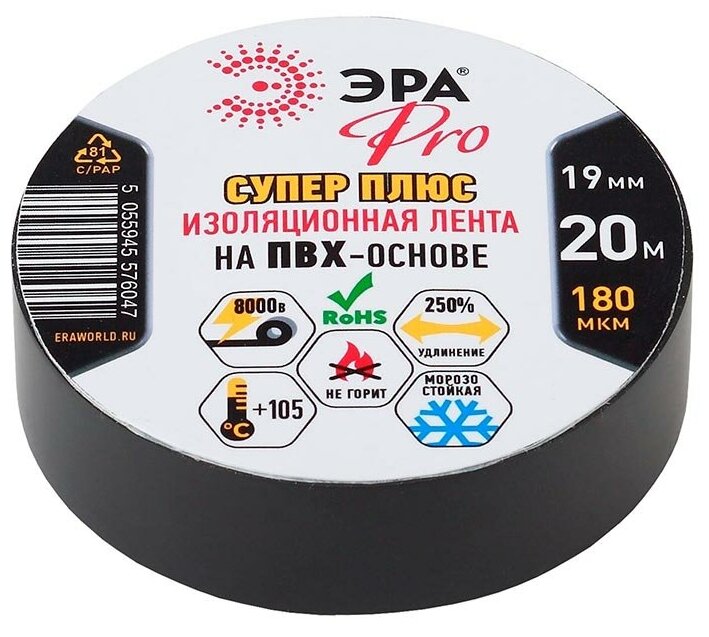 ЭРА®
Pro
81
C/PAP
5 055945 576047
ERAWORLD.RU
СУПЕР ПЛЮС
ИЗОЛЯЦИОННАЯ ЛЕНТА
НА ПВХ-ОСНОВЕ
19 мм
20 м
180
МКМ
8000в
RoHS
250%
УДЛИНЕНИЕ
°C +105
НЕ ГОРИТ
МОРОЗО
СТОЙКАЯ